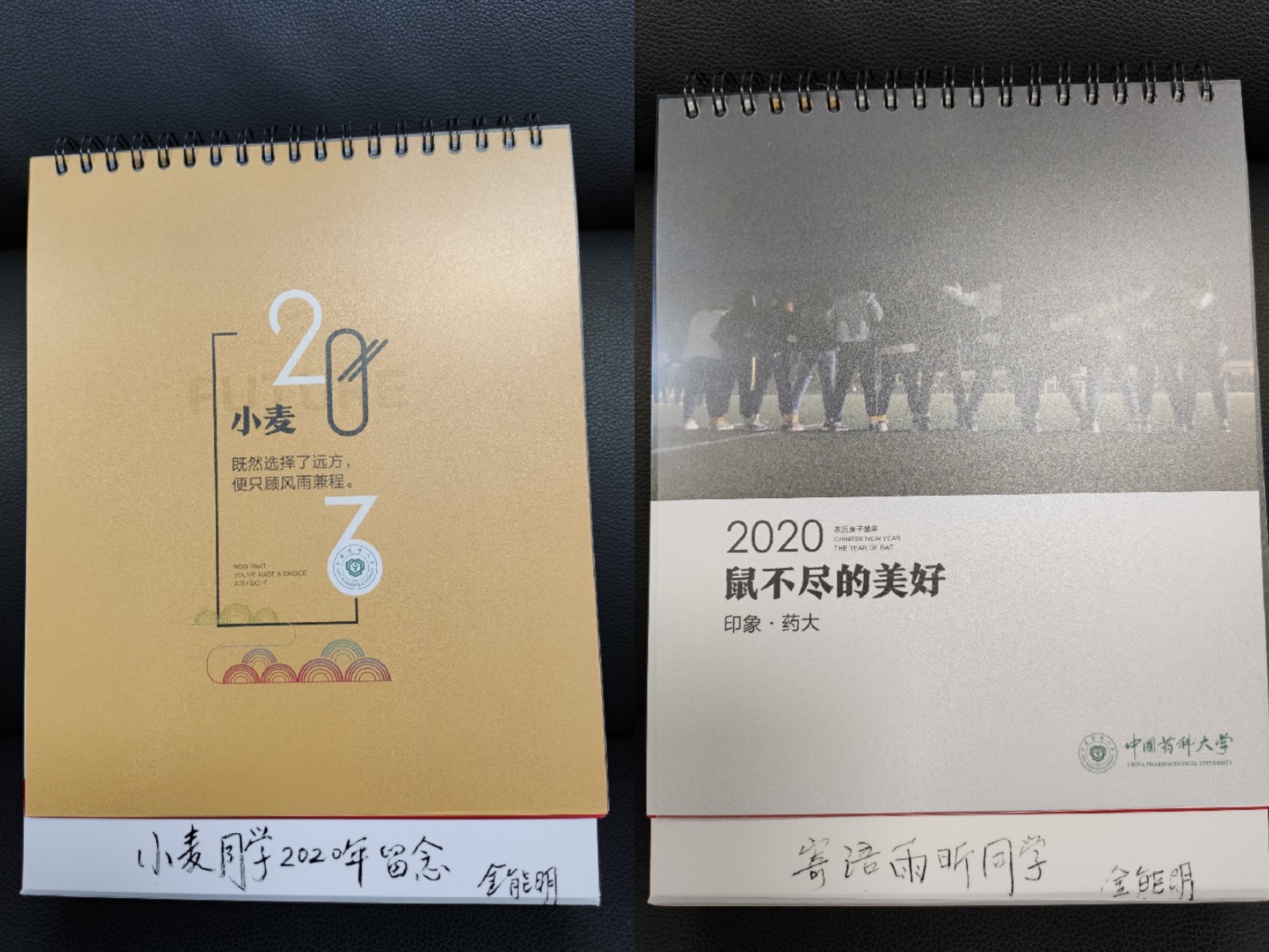 20
小麦
既然选择了远方，
便只顾风雨兼程。
3
NOW THAT
YOU'VE MADE A CHOICE
JUST DO IT
小麦同学2020年留念
金能明
2020
农历庚子鼠年
CHINESE NEW YEAR
THE YEAR OF RAT
鼠不尽的美好
印象·药大
中国药科大学
CHINA PHARMACEUTICAL UNIVERSITY
寄语雨昕同学
金能明